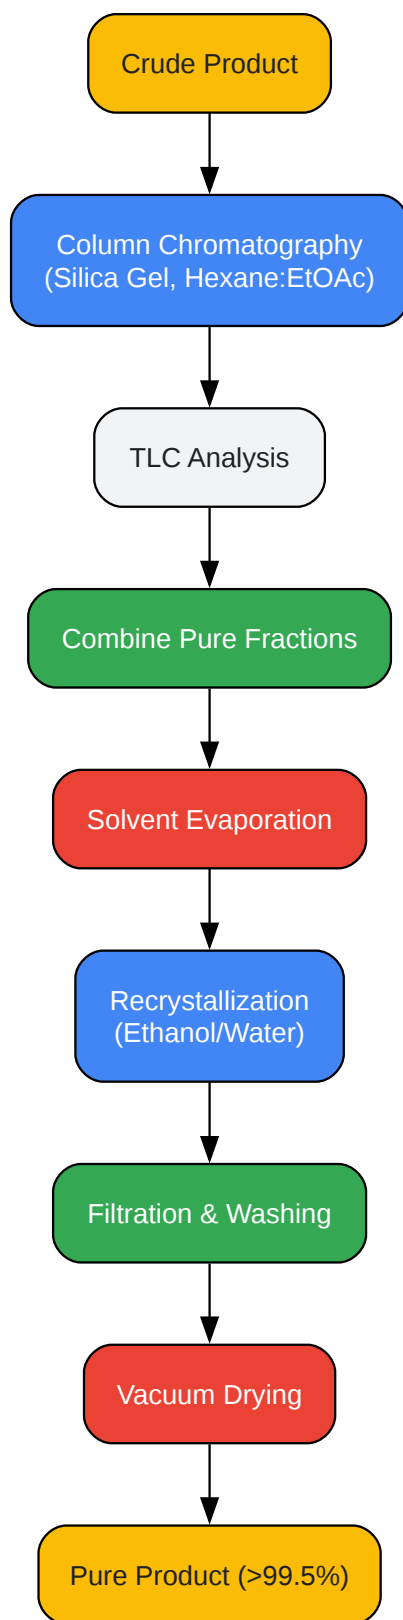 Crude Product
Column Chromatography
(Silica Gel, Hexane:EtOAc)
TLC Analysis
Combine Pure Fractions
Solvent Evaporation
Recrystallization
(Ethanol/Water)
Filtration & Washing
Vacuum Drying
Pure Product (>99.5%)